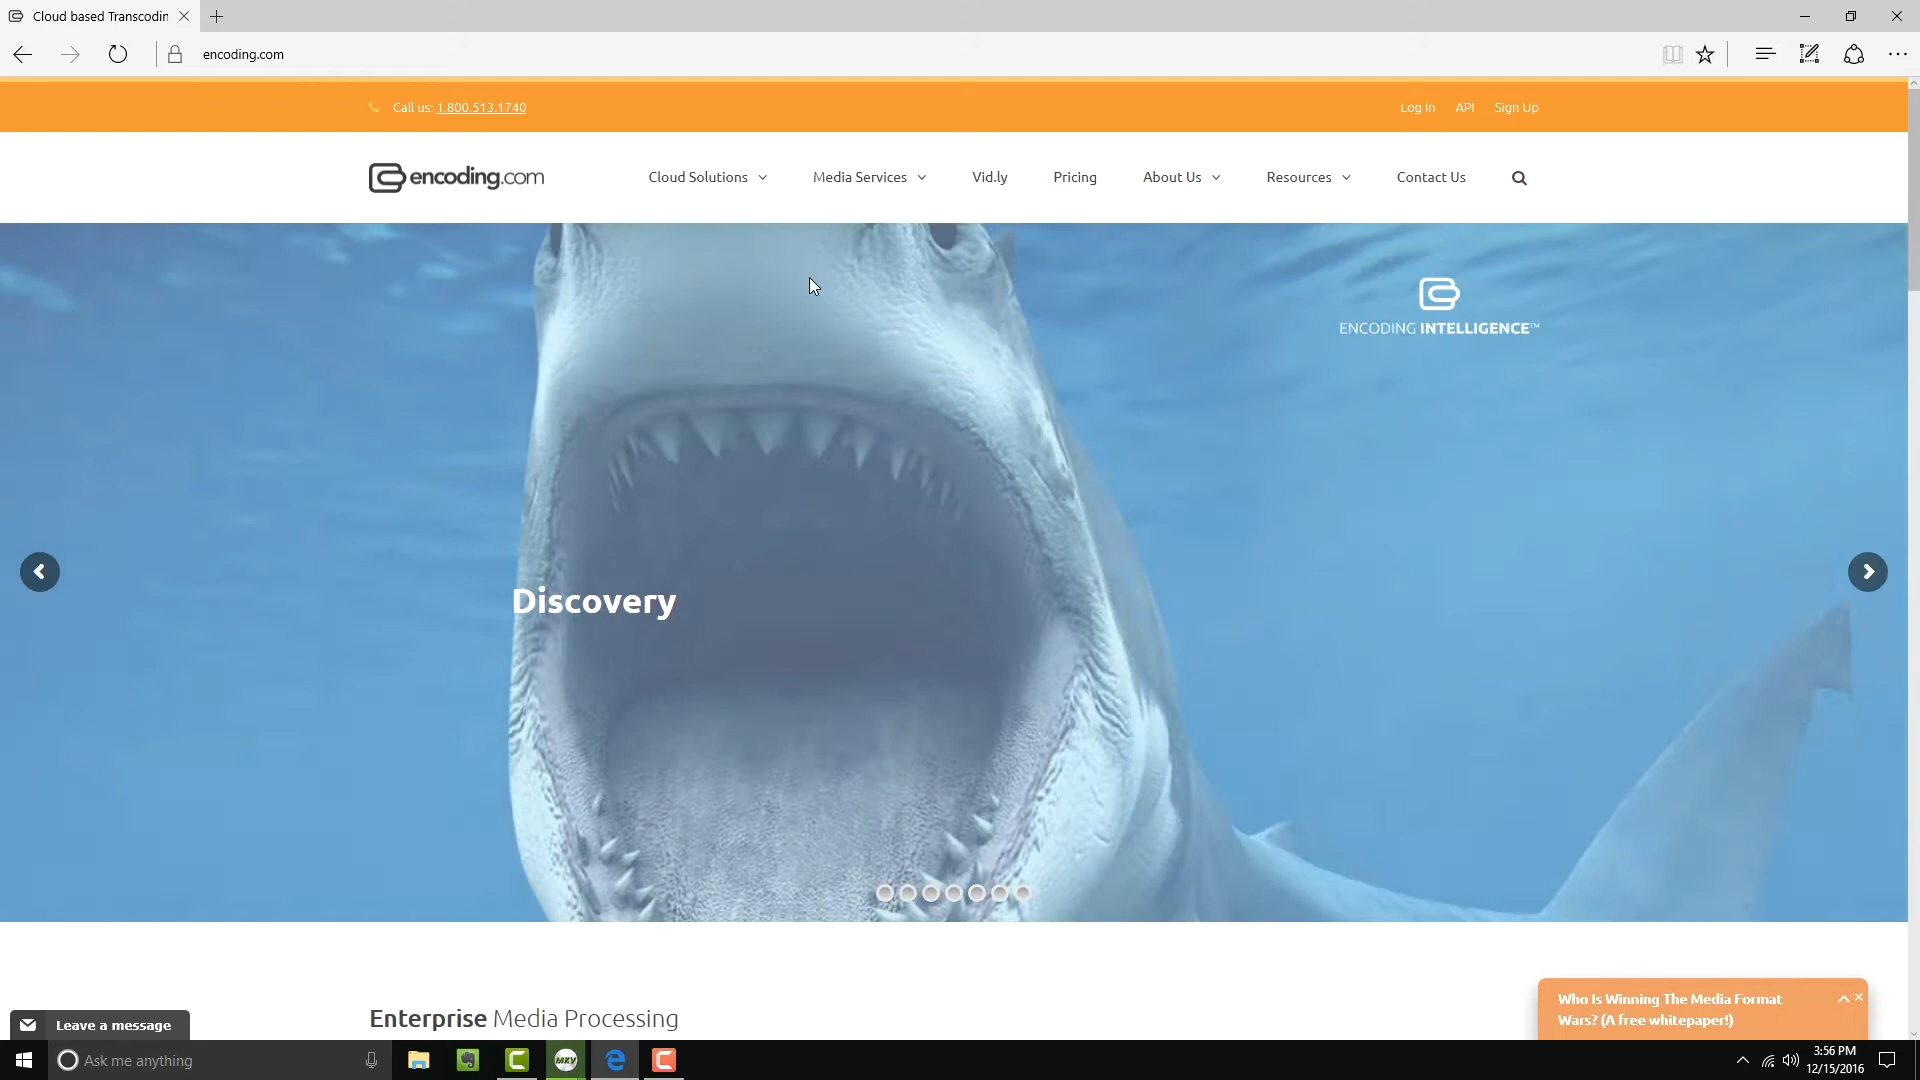 Cloud based Transcodin
encoding.com
Call us: 1.800.513.1740
Log In API Sign Up
encoding.com
Cloud Solutions Media Services Vid.ly Pricing About Us Resources Contact Us
ENCODING INTELLIGENCE™
Discovery
Enterprise Media Processing
Who Is Winning The Media Format
Wars? (A free whitepaper!)
Leave a message
Ask me anything
MKV
3:56 PM
12/15/2016